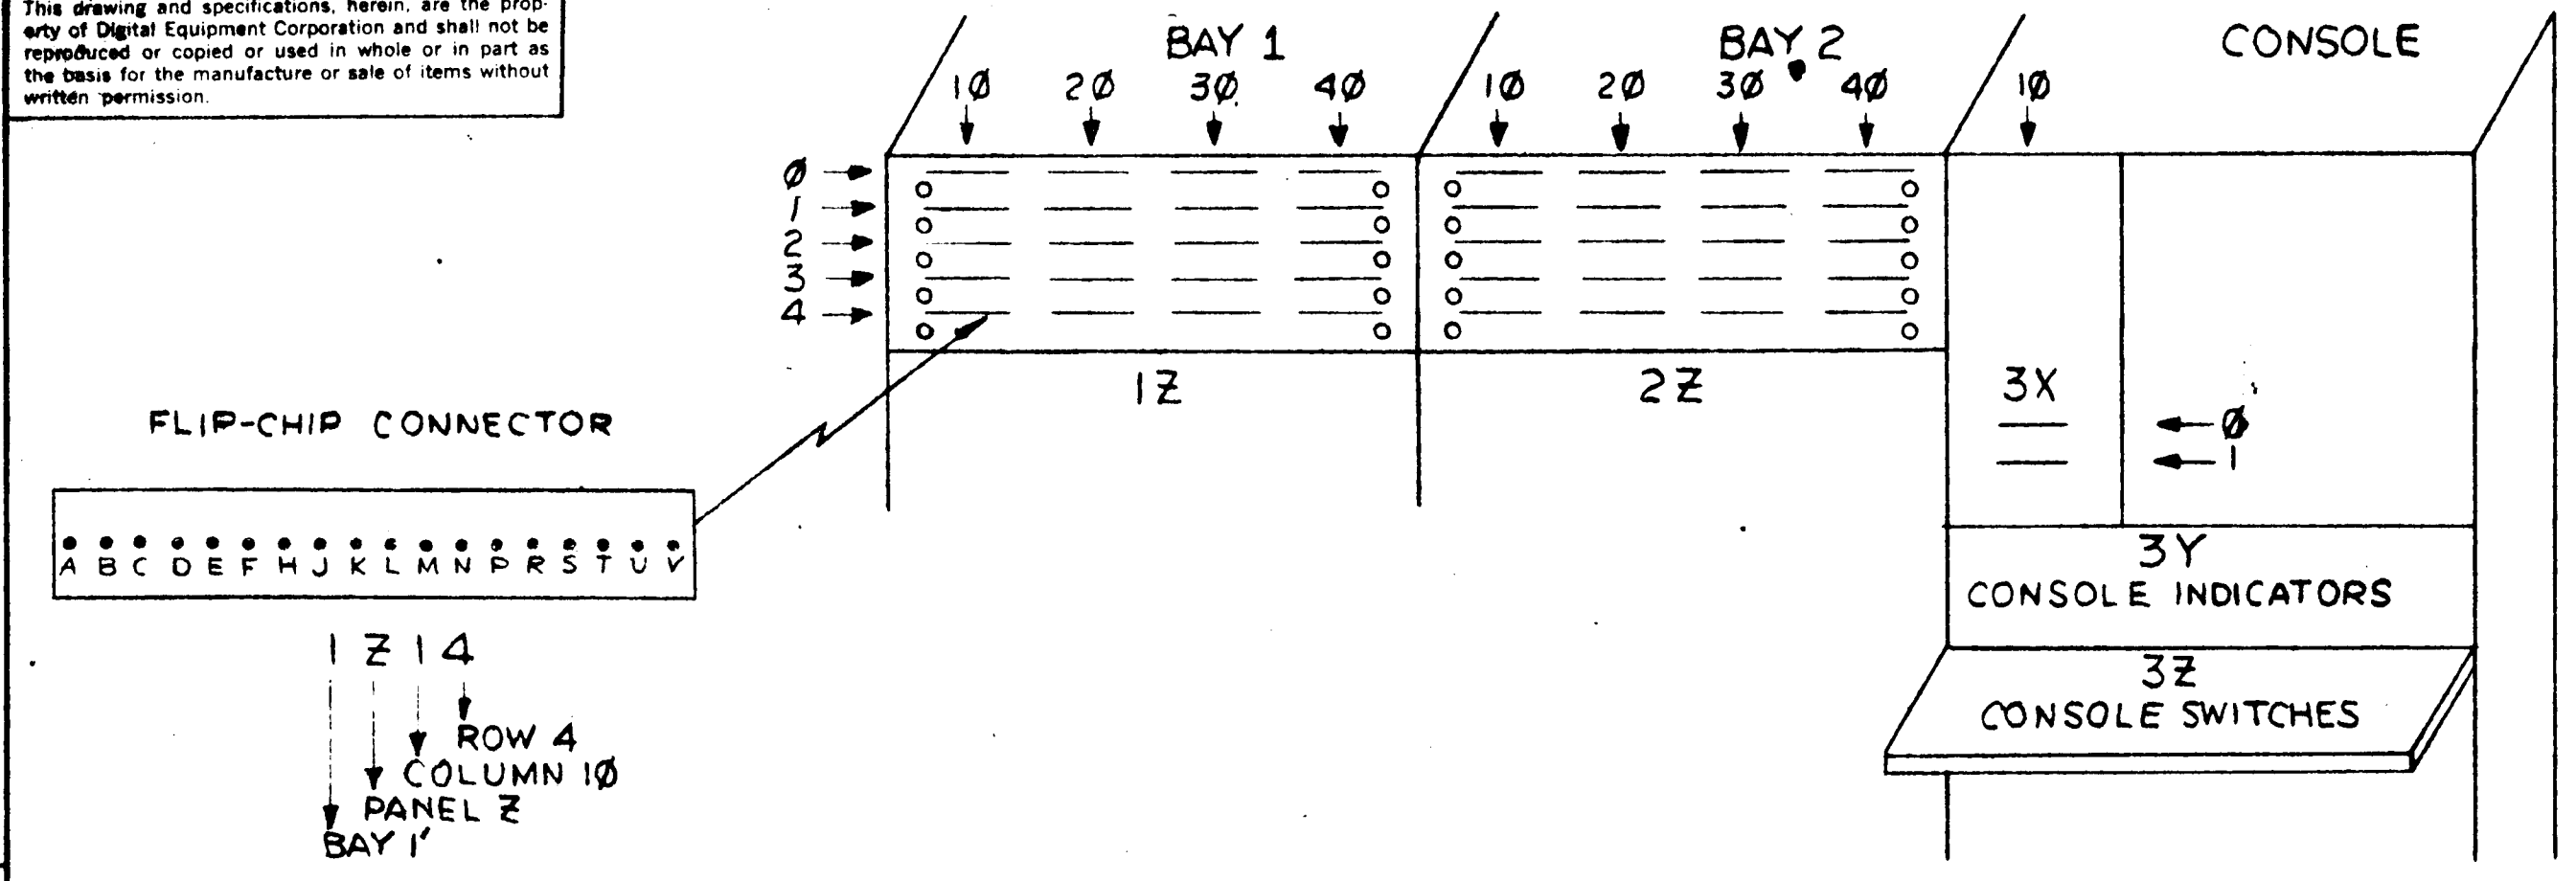 This drawing and specifications, herein, are the prop-
erty of Digital Equipment Corporation and shall not be
reproduced or copied or used in whole or in part as
the basis for the manufacture or sale of items without
written permission.
BAY 1
BAY 2
CONSOLE
1Ø 2Ø 3Ø 4Ø
1Ø 2Ø 3Ø 4Ø
1Ø
Ø
1
2
3
4
1Z
2Z
3X
Ø
1
FLIP-CHIP CONNECTOR
A B C D E F H J K L M N P R S T U V
3Y
CONSOLE INDICATORS
3Z
CONSOLE SWITCHES
1 Z 1 4
ROW 4
COLUMN 1Ø
PANEL Z
BAY 1